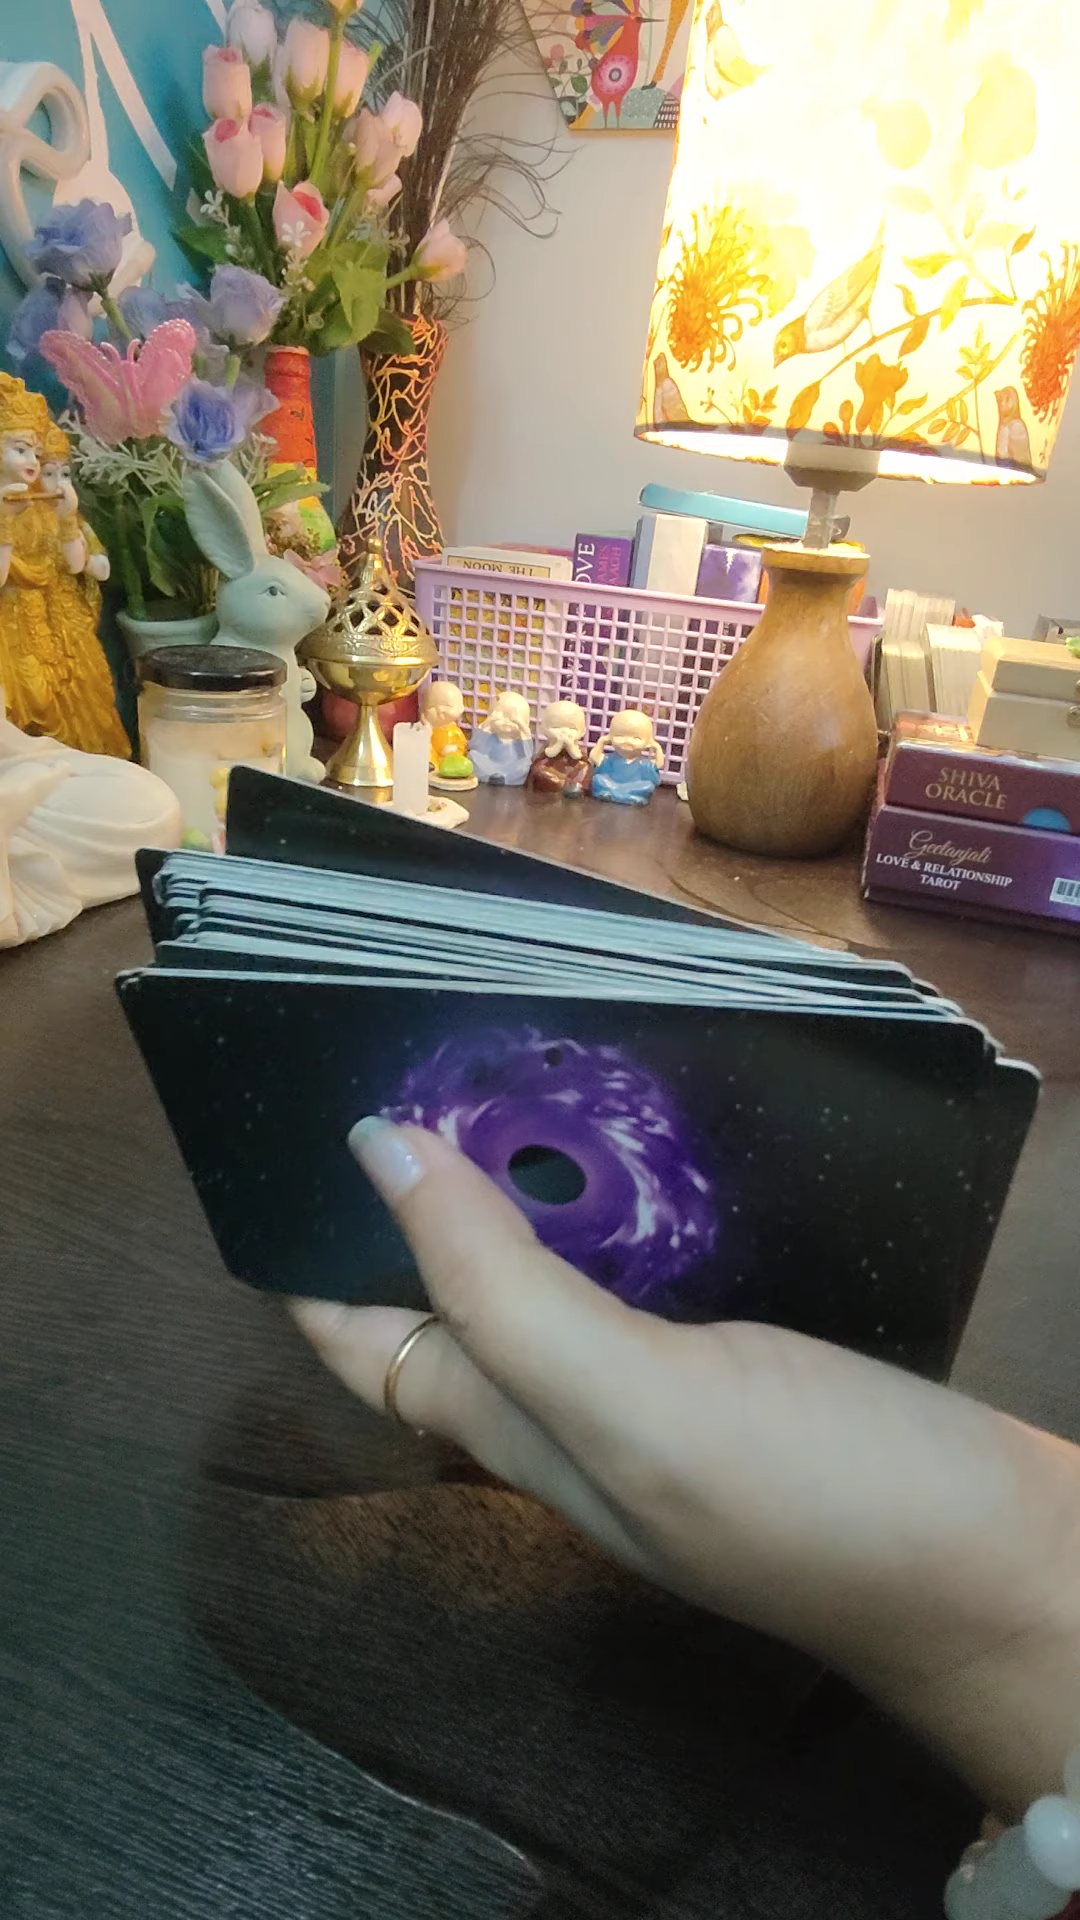 THE MOON
OVE
SHIVA
ORACLE
Geetanjali
LOVE & RELATIONSHIP
TAROT